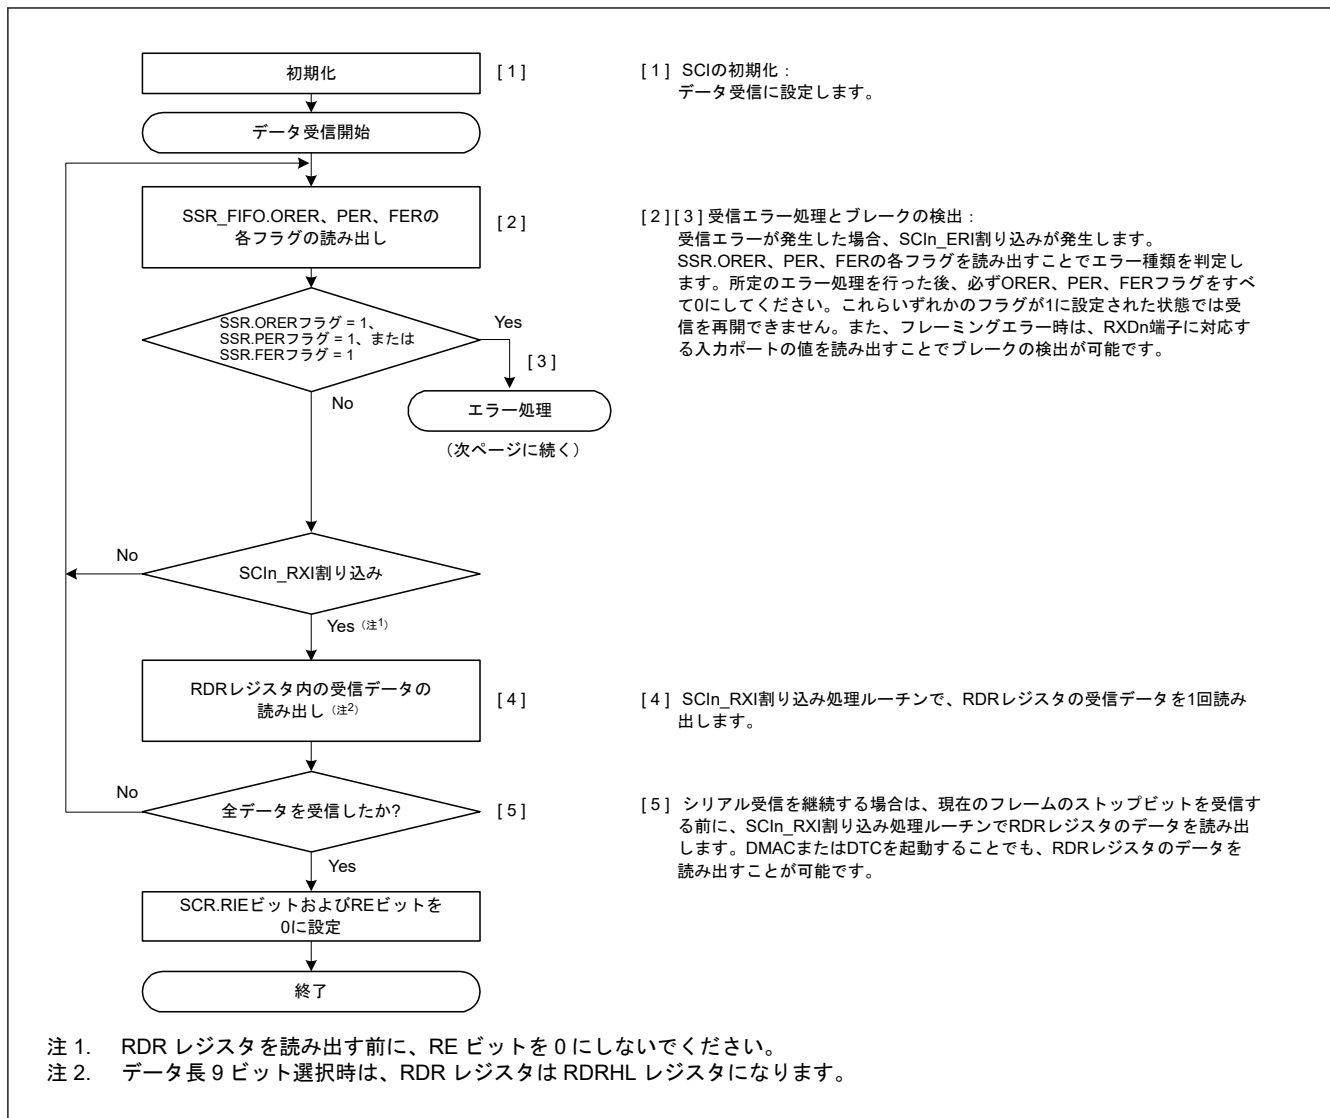 初期化
[ 1 ]
[ 1 ] SCIの初期化：
データ受信に設定します。
データ受信開始
SSR_FIFO.ORER、PER、FERの
各フラグの読み出し
[ 2 ]
[ 2 ] [ 3 ] 受信エラー処理とブレークの検出：
受信エラーが発生した場合、SCIn_ERI割り込みが発生します。
SSR.ORER、PER、FERの各フラグを読み出すことでエラー種類を判定し
ます。所定のエラー処理を行った後、必ずORER、PER、FERフラグをすべ
て0にしてください。これらいずれかのフラグが1に設定された状態では受
信を再開できません。また、フレーミングエラー時は、RXDn端子に対応す
る入力ポートの値を読み出すことでブレークの検出が可能です。
SSR.ORERフラグ = 1、
SSR.PERフラグ = 1、または
SSR.FERフラグ = 1
Yes
[ 3 ]
No
エラー処理
（次ページに続く）
No
SCIn_RXI割り込み
Yes（注1）
RDRレジスタ内の受信データの
読み出し（注2）
[ 4 ]
[ 4 ] SCIn_RXI割り込み処理ルーチンで、RDRレジスタの受信データを1回読み
出します。
No
全データを受信したか?
[ 5 ]
[ 5 ] シリアル受信を継続する場合は、現在のフレームのストップビットを受信す
る前に、SCIn_RXI割り込み処理ルーチンでRDRレジスタのデータを読み出
します。DMACまたはDTCを起動することでも、RDRレジスタのデータを
読み出すことが可能です。
Yes
SCR.RIEビットおよびREビットを
0に設定
終了
注 1. RDR レジスタを読み出す前に、RE ビットを 0 にしないでください。
注 2. データ長 9 ビット選択時は、RDR レジスタは RDRHL レジスタになります。